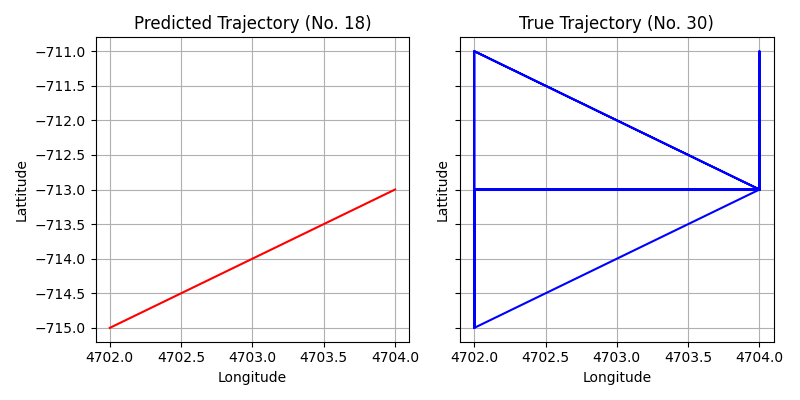 Predicted Trajectory (No. 18)
True Trajectory (No. 30)
−711.0
−711.5
−712.0
−712.5
−713.0
−713.5
−714.0
−714.5
−715.0
Lattitude
Lattitude
4702.0 4702.5 4703.0 4703.5 4704.0
4702.0 4702.5 4703.0 4703.5 4704.0
Longitude
Longitude